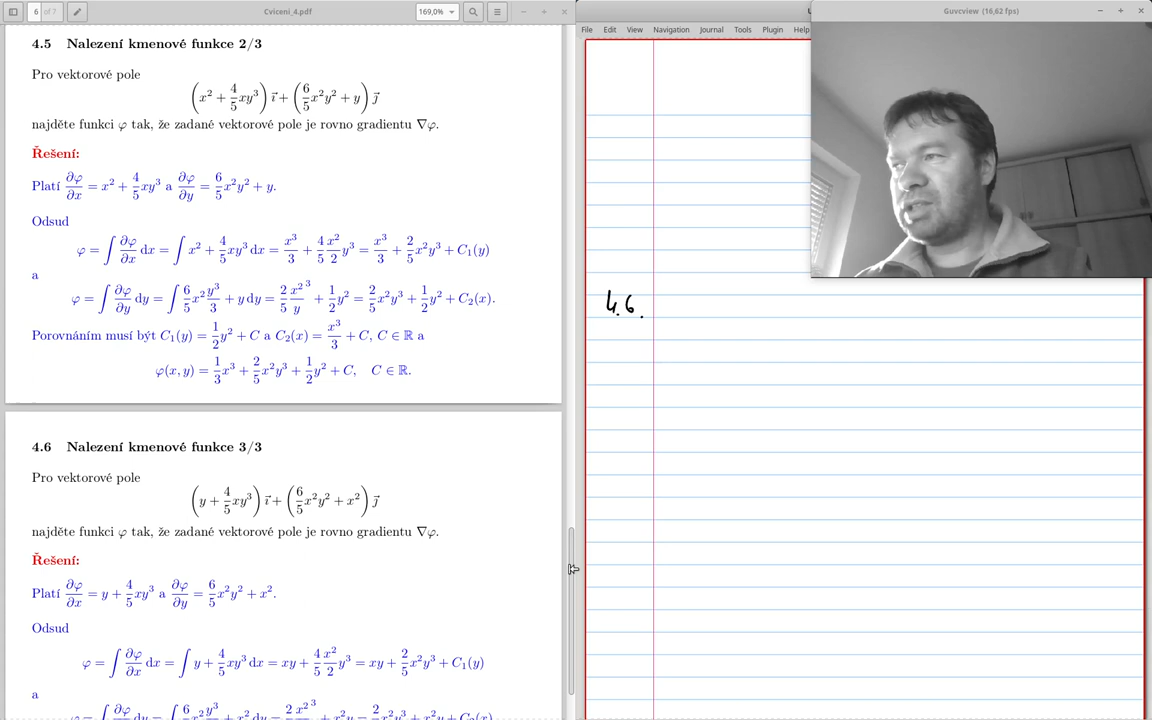 6 of 7
Cviceni_4.pdf
169,0%
Guvcview (16,62 fps)
File Edit View Navigation Journal Tools Plugin Help
4.5 Nalezení kmenové funkce 2/3
Pro vektorové pole
(x² + 4/5 xy³) i⃗ + (6/5 x²y² + y) j⃗
najděte funkci φ tak, že zadané vektorové pole je rovno gradientu ∇φ.
Řešení:
Platí ∂φ/∂x = x² + 4/5 xy³ a ∂φ/∂y = 6/5 x²y² + y.
Odsud
φ = ∫ ∂φ/∂x dx = ∫ x² + 4/5 xy³ dx = x³/3 + 4/5 x²/2 y³ = x³/3 + 2/5 x²y³ + C₁(y)
a
φ = ∫ ∂φ/∂y dy = ∫ 6/5 x² y³/3 + y dy = 2/5 x²/y ³ + 1/2 y² = 2/5 x²y³ + 1/2 y² + C₂(x).
Porovnáním musí být C₁(y) = 1/2 y² + C a C₂(x) = x³/3 + C, C ∈ ℝ a
φ(x, y) = 1/3 x³ + 2/5 x²y³ + 1/2 y² + C, C ∈ ℝ.
4.6.
4.6 Nalezení kmenové funkce 3/3
Pro vektorové pole
(y + 4/5 xy³) i⃗ + (6/5 x²y² + x²) j⃗
najděte funkci φ tak, že zadané vektorové pole je rovno gradientu ∇φ.
Řešení:
Platí ∂φ/∂x = y + 4/5 xy³ a ∂φ/∂y = 6/5 x²y² + x².
Odsud
φ = ∫ ∂φ/∂x dx = ∫ y + 4/5 xy³ dx = xy + 4/5 x²/2 y³ = xy + 2/5 x²y³ + C₁(y)
a